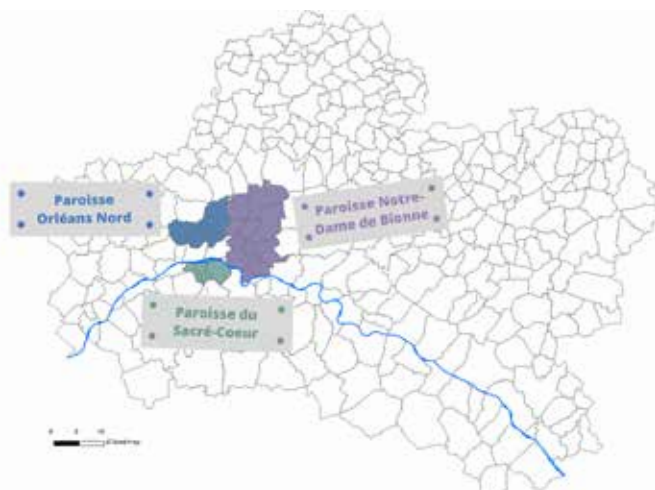 Paroisse
Orléans Nord
Paroisse Notre-
Dame de Bionne
Paroisse du
Sacré-Coeur